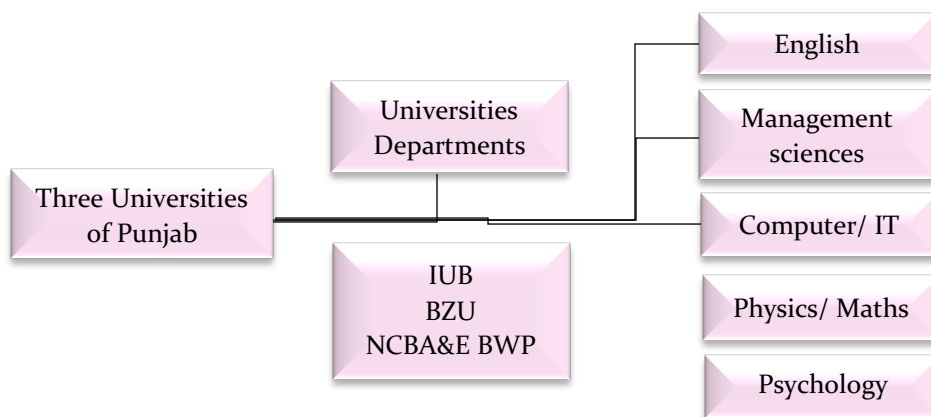 Three Universities
of Punjab
Universities
Departments
IUB
BZU
NCBA&E BWP
English
Management
sciences
Computer/ IT
Physics/ Maths
Psychology